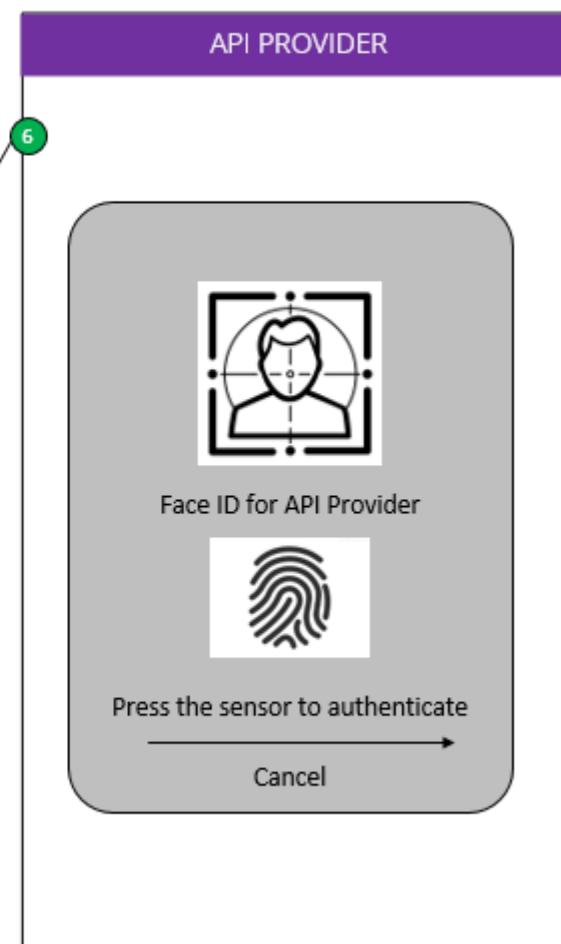 API PROVIDER
6
Face ID for API Provider
Press the sensor to authenticate
Cancel